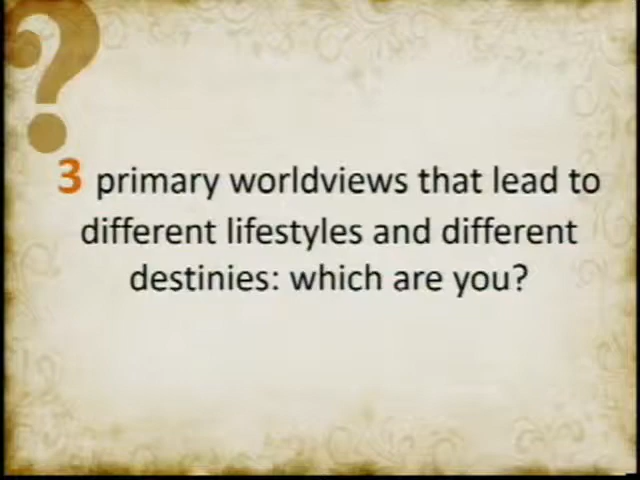 ?
3 primary worldviews that lead to
different lifestyles and different
destinies: which are you?